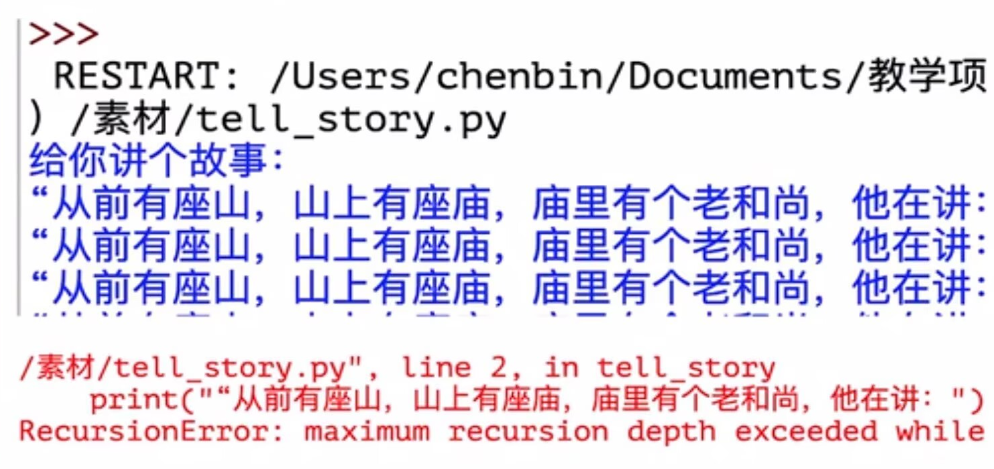 >>>
RESTART: /Users/chenbin/Documents/教学项
) /素材/tell_story.py
给你讲个故事：
“从前有座山，山上有座庙，庙里有个老和尚，他在讲：
“从前有座山，山上有座庙，庙里有个老和尚，他在讲：
“从前有座山，山上有座庙，庙里有个老和尚，他在讲：
/素材/tell_story.py", line 2, in tell_story
print("“从前有座山，山上有座庙，庙里有个老和尚，他在讲：")
RecursionError: maximum recursion depth exceeded while